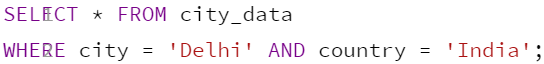 SELECT * FROM city_data
WHERE city = 'Delhi' AND country = 'India';